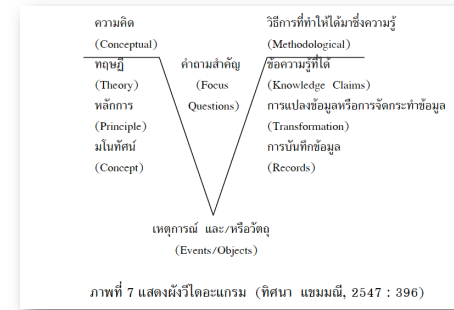 ความคิด
(Conceptual)
ทฤษฎี
(Theory)
หลักการ
(Principle)
มโนทัศน์
(Concept)
คำถามสำคัญ
(Focus
Questions)
วิธีการที่ทำให้ได้มาซึ่งความรู้
(Methodological)
ข้อความรู้ที่ได้
(Knowledge Claims)
การแปลงข้อมูลหรือการจัดกระทำข้อมูล
(Transformation)
การบันทึกข้อมูล
(Records)
เหตุการณ์ และ/หรือวัตถุ
(Events/Objects)
ภาพที่ 7 แสดงผังวีไดอะแกรม (ทิศนา แขมมณี, 2547 : 396)